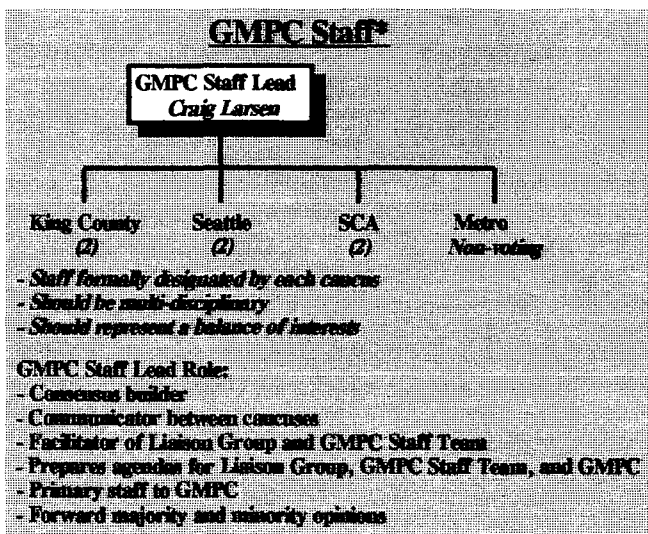 GMPC Staff*
GMPC Staff Lead
Craig Larsen
King County Seattle SCA Metro
(2) (2) (2) Non-voting
- Staff formally designated by each caucus
- Should be multi-disciplinary
- Should represent a balance of interests
GMPC Staff Lead Role:
- Consensus builder
- Communicator between caucuses
- Facilitator of Liaison Group and GMPC Staff Team
- Prepares agendas for Liaison Group, GMPC Staff Team, and GMPC
- Primary staff to GMPC
- Forward majority and minority opinions